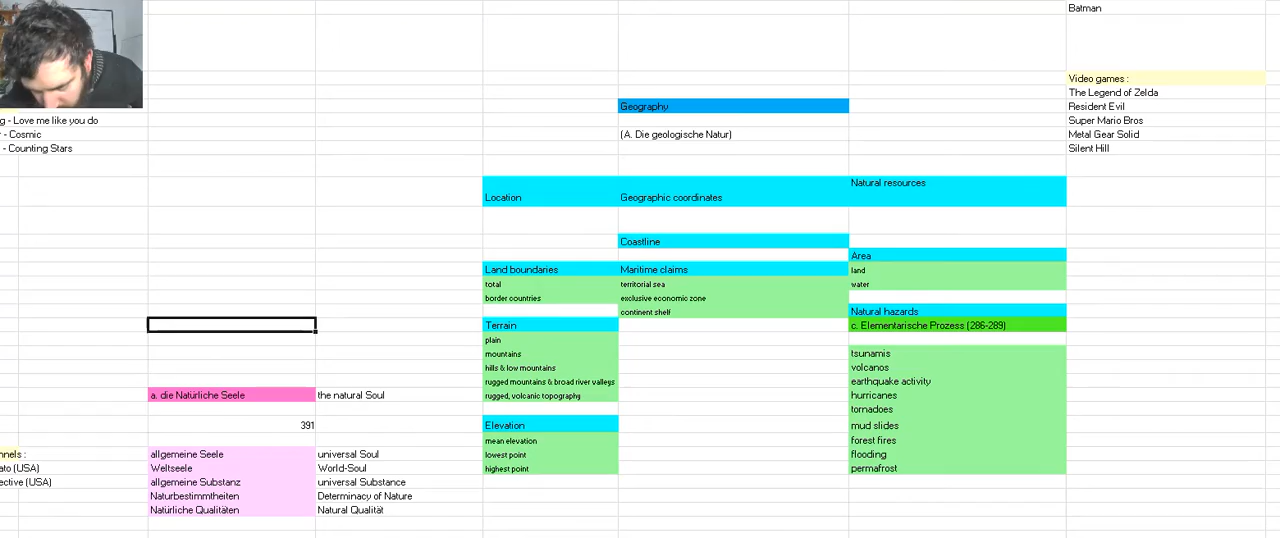 Batman
Video games :
The Legend of Zelda
Geography
Resident Evil
g - Love me like you do
Super Mario Bros
- Cosmic
(A. Die geologische Natur)
Metal Gear Solid
- Counting Stars
Silent Hill
Natural resources
Location
Geographic coordinates
Coastline
Area
Land boundaries
Maritime claims
land
total
territorial sea
water
border countries
exclusive economic zone
continent shelf
Natural hazards
Terrain
c. Elementarische Prozess (286-289)
plain
mountains
tsunamis
hills & low mountains
volcanos
rugged mountains & broad river valleys
earthquake activity
a. die Natürliche Seele
the natural Soul
rugged, volcanic topography
hurricanes
tornadoes
391
Elevation
mud slides
mean elevation
forest fires
nnels :
allgemeine Seele
universal Soul
lowest point
flooding
ato (USA)
Weltseele
World-Soul
highest point
permafrost
ective (USA)
allgemeine Substanz
universal Substance
Naturbestimmtheiten
Determinacy of Nature
Natürliche Qualitäten
Natural Qualität